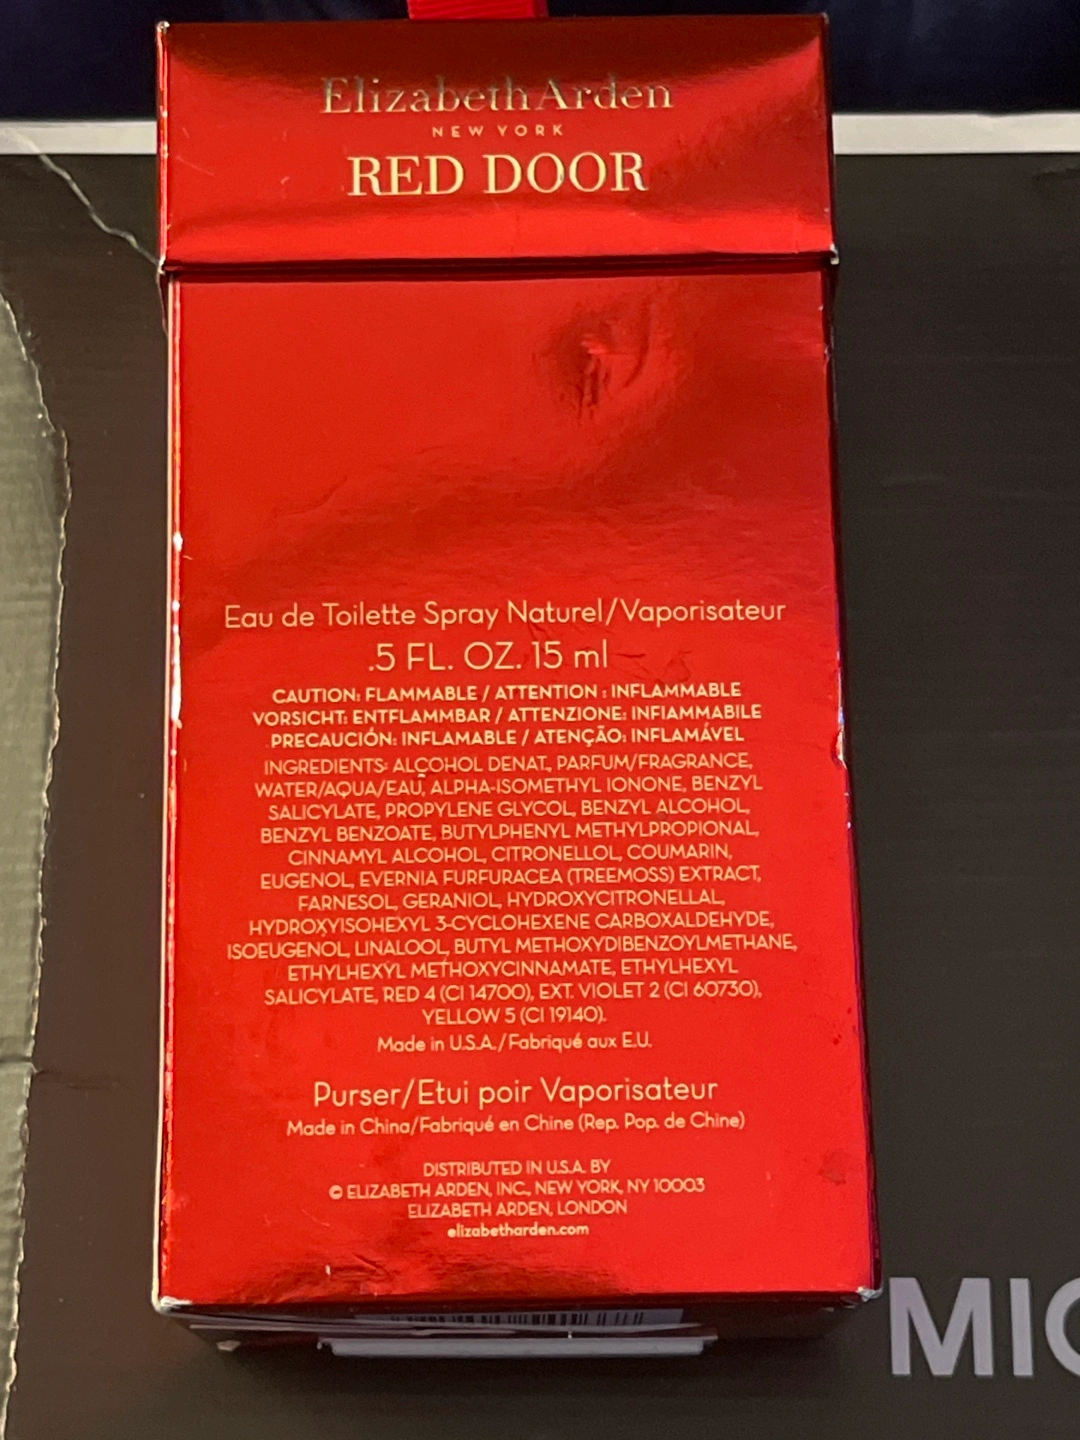 Elizabeth Arden
NEW YORK
RED DOOR
Eau de Toilette Spray Naturel/Vaporisateur
.5 FL. OZ. 15 ml
CAUTION: FLAMMABLE / ATTENTION : INFLAMMABLE
VORSICHT: ENTFLAMMBAR / ATTENZIONE: INFIAMMABILE
PRECAUCIÓN: INFLAMABLE / ATENÇÃO: INFLAMÁVEL
INGREDIENTS: ALCOHOL DENAT., PARFUM/FRAGRANCE,
WATER/AQUA/EAU, ALPHA-ISOMETHYL IONONE, BENZYL
SALICYLATE, PROPYLENE GLYCOL, BENZYL ALCOHOL,
BENZYL BENZOATE, BUTYLPHENYL METHYLPROPIONAL,
CINNAMYL ALCOHOL, CITRONELLOL, COUMARIN,
EUGENOL, EVERNIA FURFURACEA (TREEMOSS) EXTRACT,
FARNESOL, GERANIOL, HYDROXYCITRONELLAL,
HYDROXYISOHEXYL 3-CYCLOHEXENE CARBOXALDEHYDE,
ISOEUGENOL, LINALOOL, BUTYL METHOXYDIBENZOYLMETHANE,
ETHYLHEXYL METHOXYCINNAMATE, ETHYLHEXYL
SALICYLATE, RED 4 (CI 14700), EXT. VIOLET 2 (CI 60730),
YELLOW 5 (CI 19140).
Made in U.S.A./Fabriqué aux E.U.
Purser/Etui poir Vaporisateur
Made in China/Fabriqué en Chine (Rep. Pop. de Chine)
DISTRIBUTED IN U.S.A. BY
© ELIZABETH ARDEN, INC., NEW YORK, NY 10003
ELIZABETH ARDEN, LONDON
elizabetharden.com